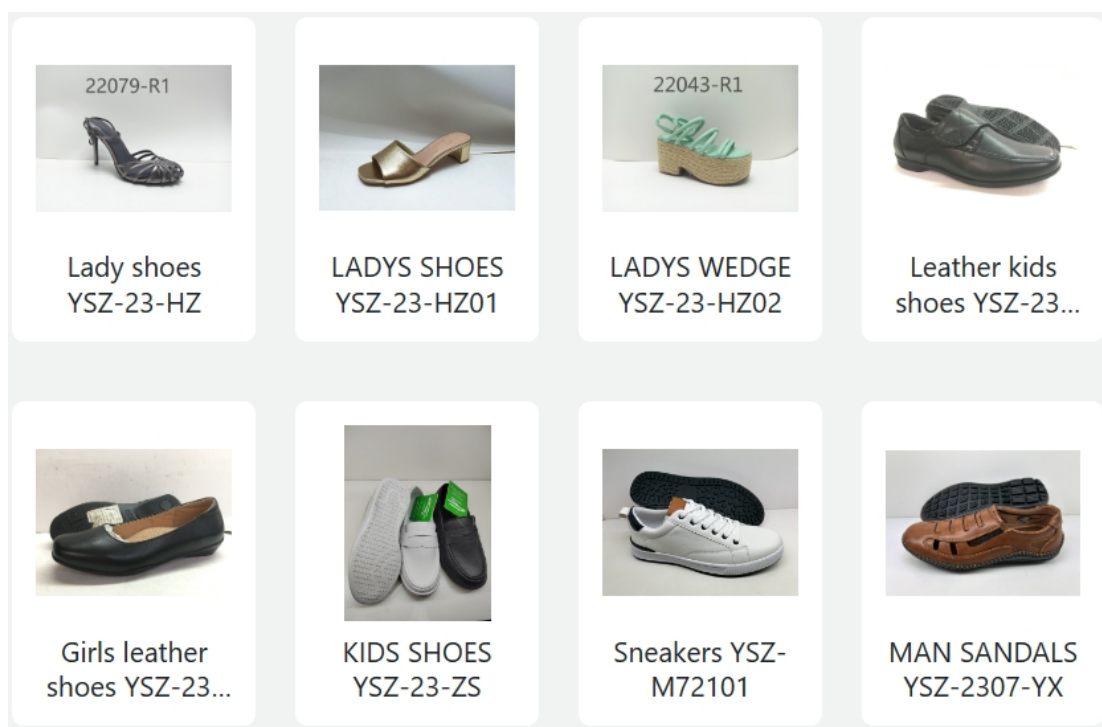 22079-R1
22043-R1
Lady shoes
YSZ-23-HZ
LADYS SHOES
YSZ-23-HZ01
LADYS WEDGE
YSZ-23-HZ02
Leather kids
shoes YSZ-23...
Girls leather
shoes YSZ-23...
KIDS SHOES
YSZ-23-ZS
Sneakers YSZ-
M72101
MAN SANDALS
YSZ-2307-YX